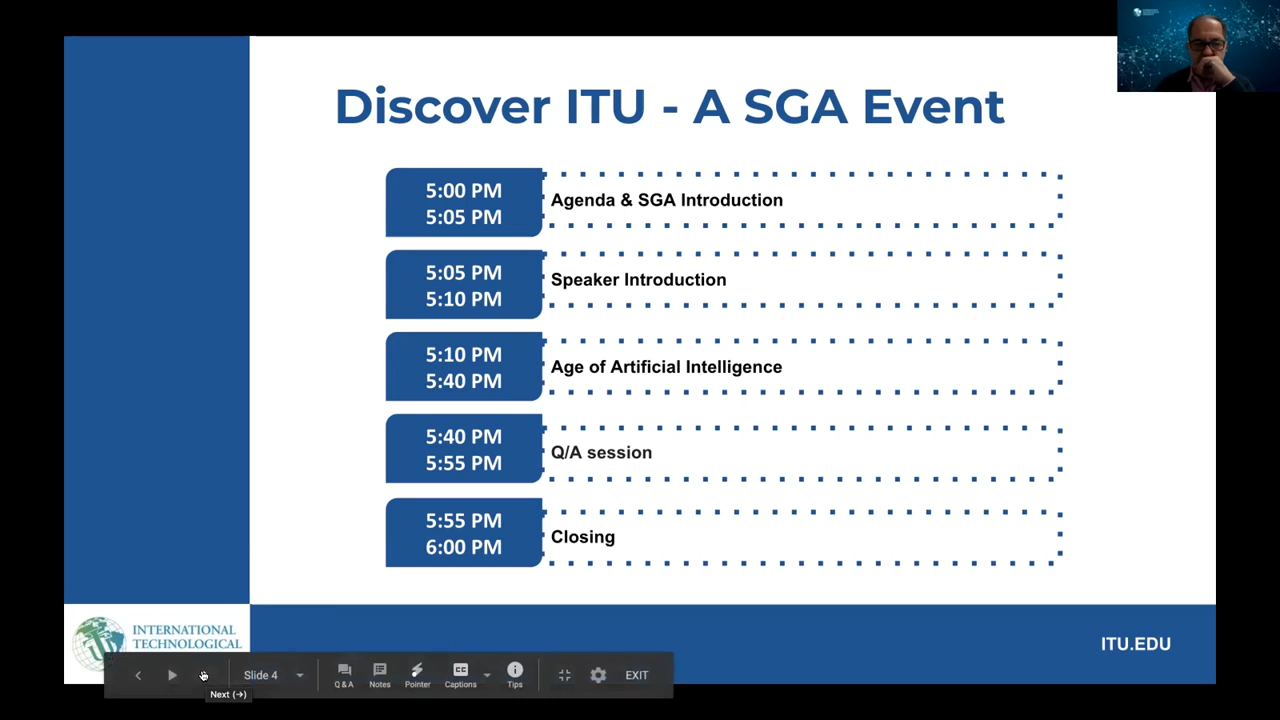 Discover ITU - A SGA Event
5:00 PM
5:05 PM
Agenda & SGA Introduction
5:05 PM
5:10 PM
Speaker Introduction
5:10 PM
5:40 PM
Age of Artificial Intelligence
5:40 PM
5:55 PM
Q/A session
5:55 PM
6:00 PM
Closing
INTERNATIONAL
TECHNOLOGICAL
ITU.EDU
Slide 4
Q & A
Notes
Pointer
CC
Captions
Tips
EXIT
Next (→)